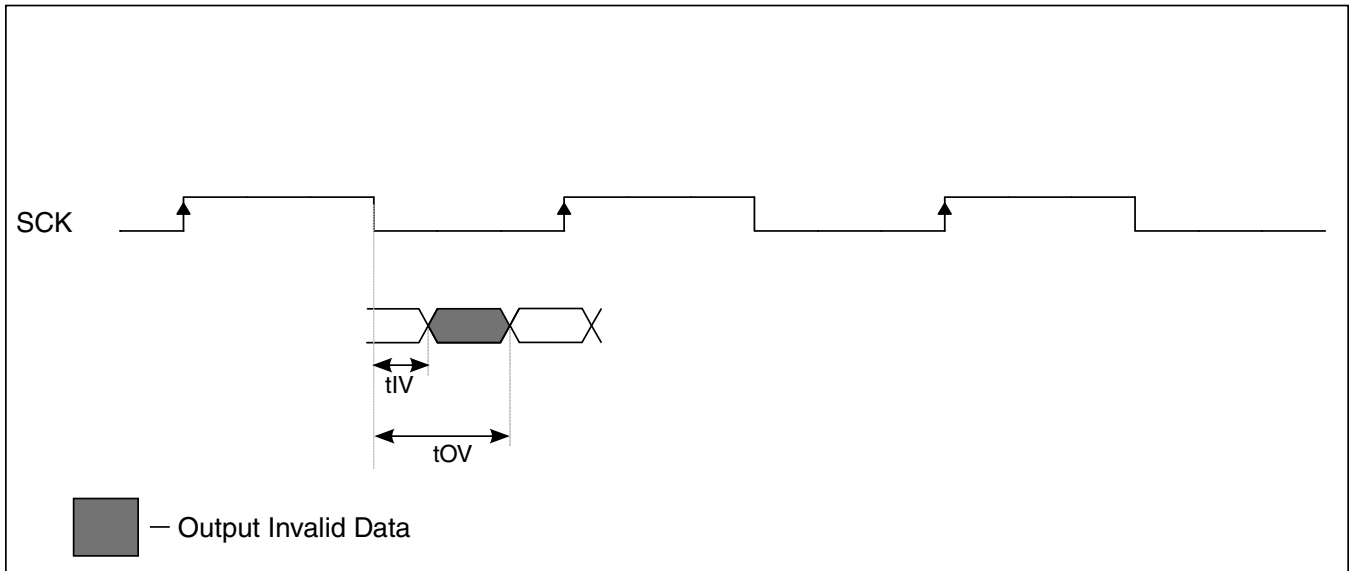 SCK
tIV
tOV
— Output Invalid Data